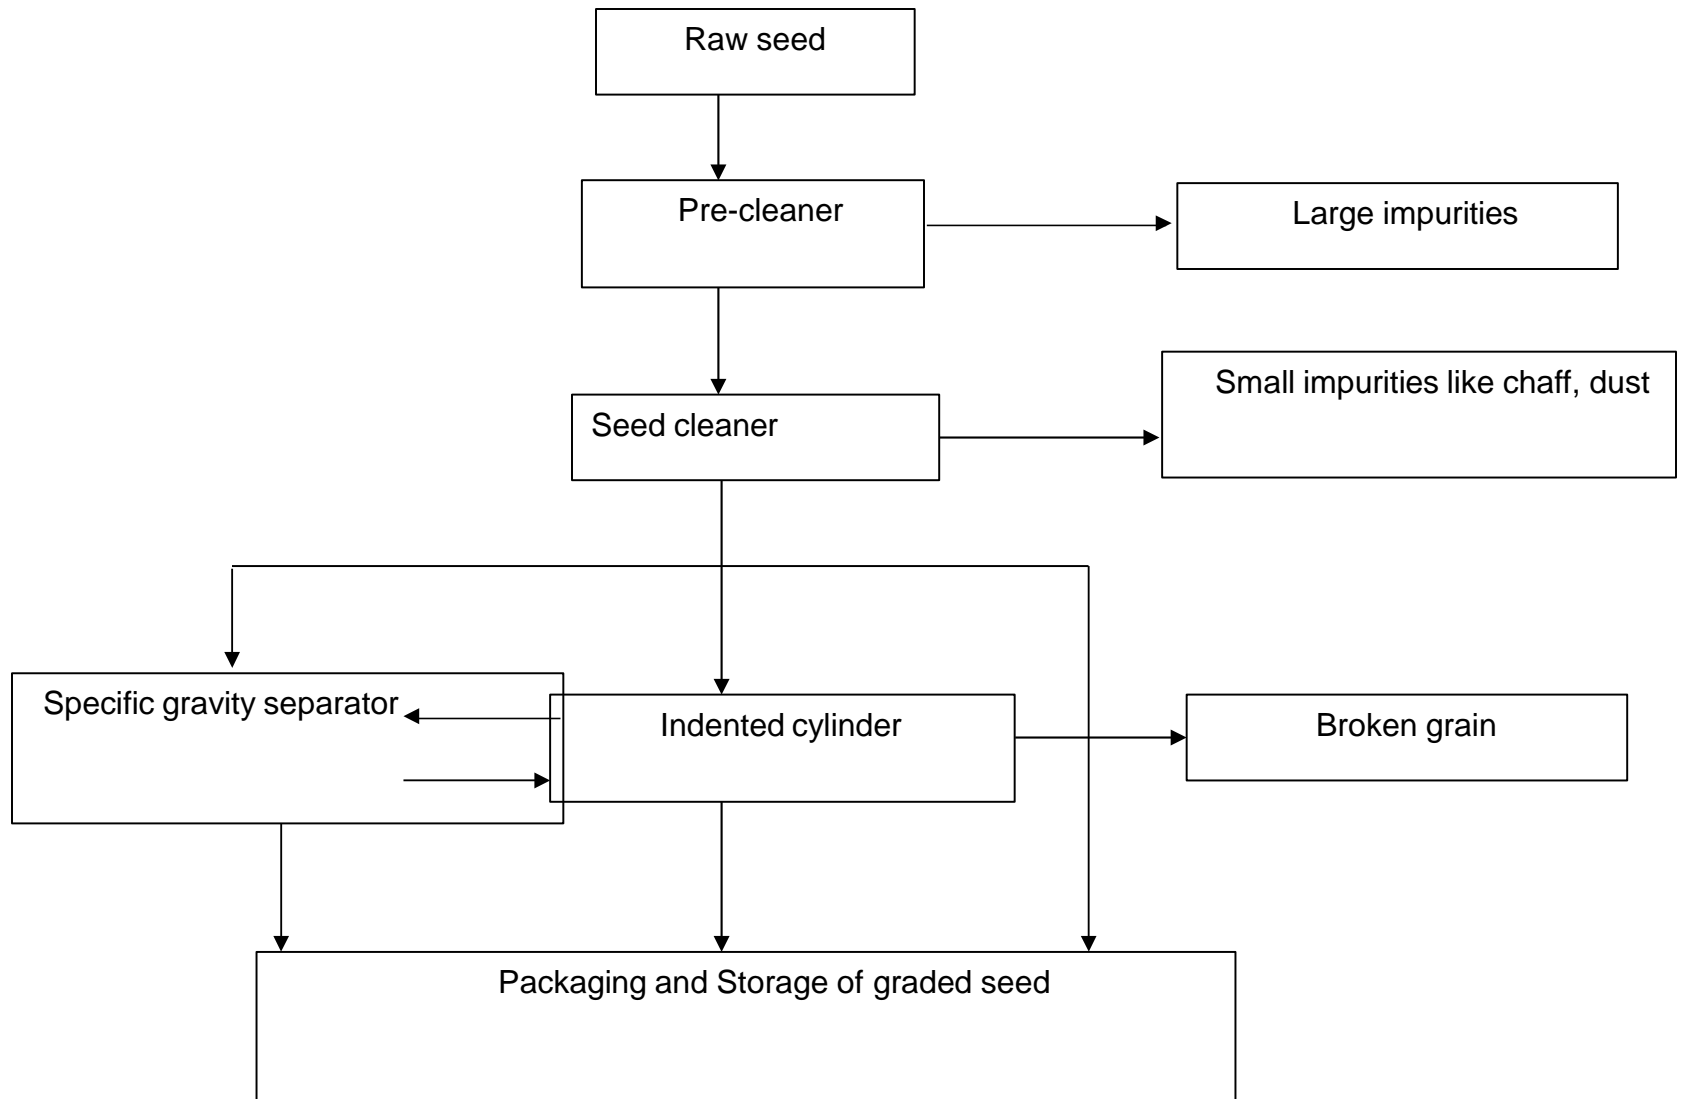 Raw seed
Pre-cleaner
Large impurities
Small impurities like chaff, dust
Seed cleaner
Specific gravity separator
Indented cylinder
Broken grain
Packaging and Storage of graded seed